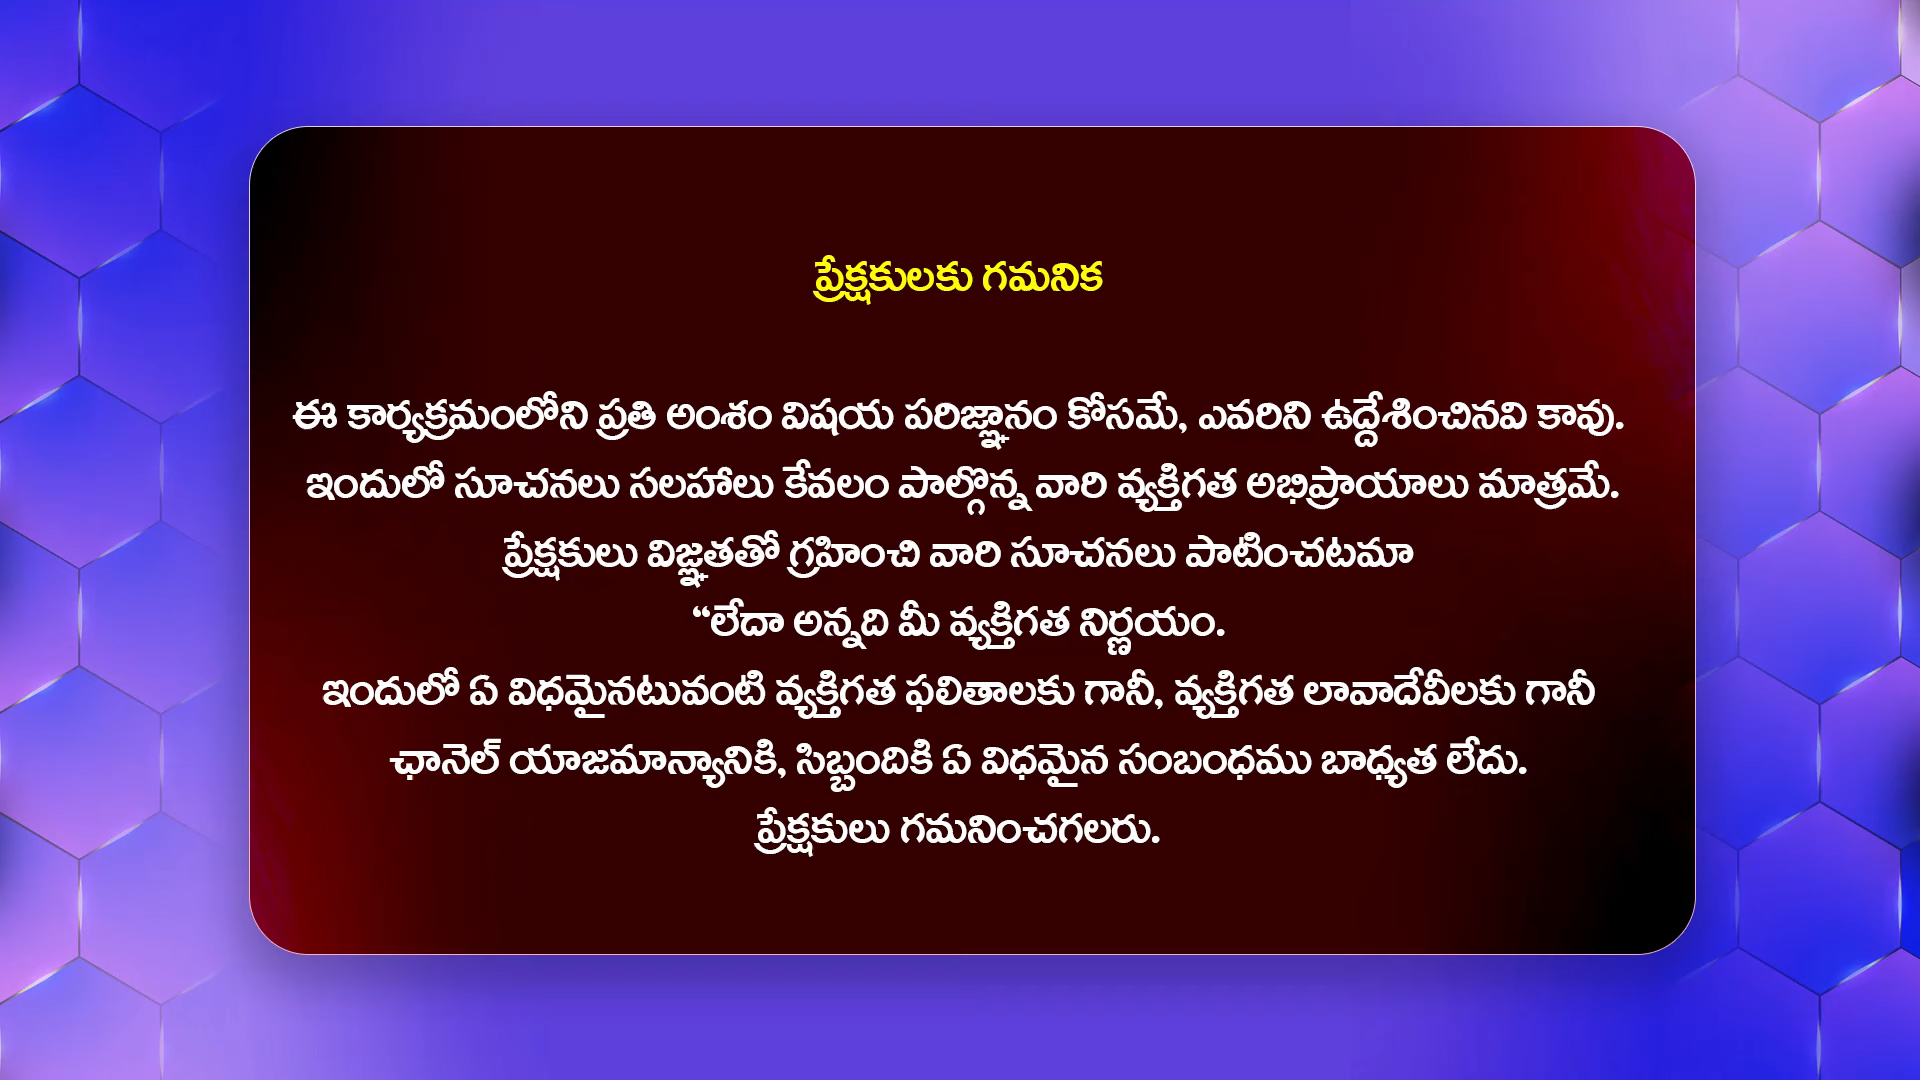 ప్రేక్షకులకు గమనిక
ఈ కార్యక్రమంలోని ప్రతి అంశం విషయ పరిజ్ఞానం కోసమే, ఎవరిని ఉద్దేశించినవి కావు.
ఇందులో సూచనలు సలహాలు కేవలం పాల్గొన్న వారి వ్యక్తిగత అభిప్రాయాలు మాత్రమే.
ప్రేక్షకులు విజ్ఞతతో గ్రహించి వారి సూచనలు పాటించటమా
“లేదా అన్నది మీ వ్యక్తిగత నిర్ణయం.
ఇందులో ఏ విధమైనటువంటి వ్యక్తిగత ఫలితాలకు గానీ, వ్యక్తిగత లావాదేవీలకు గానీ
ఛానెల్ యాజమాన్యానికి, సిబ్బందికి ఏ విధమైన సంబంధము బాధ్యత లేదు.
ప్రేక్షకులు గమనించగలరు.